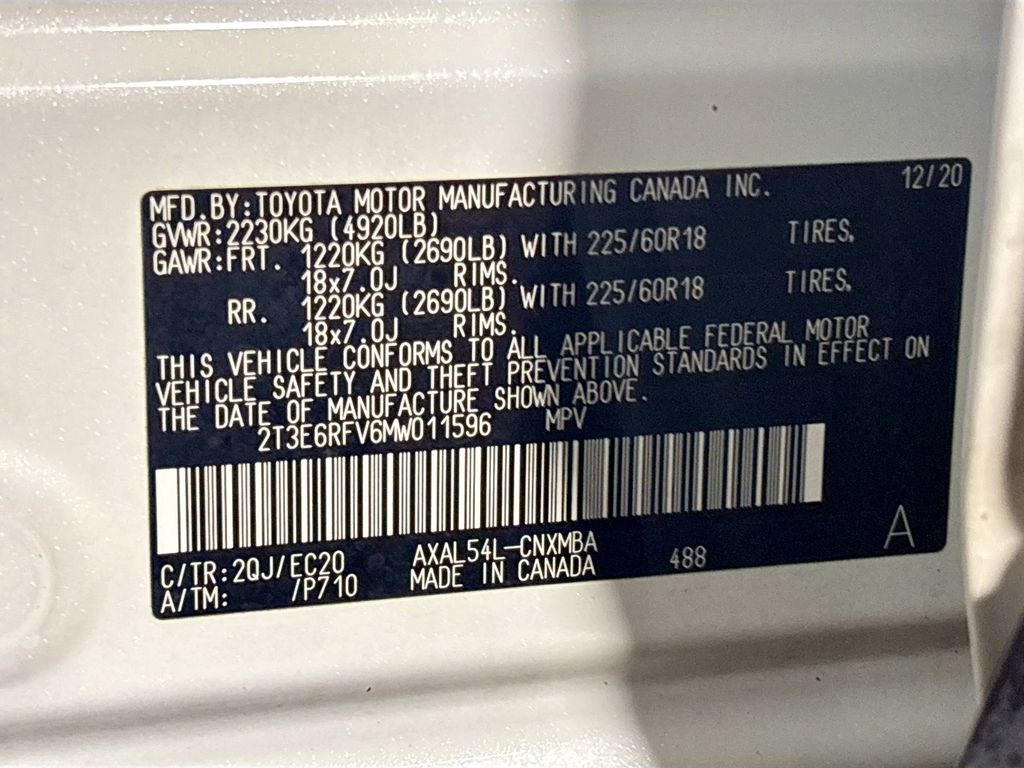 12/20
MFD.BY:TOYOTA MOTOR MANUFACTURING CANADA INC.
GVWR:2230KG (4920LB)
GAWR:FRT. 1220KG (2690LB) WITH 225/60R18 TIRES.
18x7.0J RIMS.
RR. 1220KG (2690LB) WITH 225/60R18 TIRES.
18x7.0J RIMS.
THIS VEHICLE CONFORMS TO ALL APPLICABLE FEDERAL MOTOR
VEHICLE SAFETY AND THEFT PREVENTION STANDARDS IN EFFECT ON
THE DATE OF MANUFACTURE SHOWN ABOVE.
2T3E6RFV6MW011596 MPV
C/TR:2QJ/EC20 AXAL54L-CNXMBA 488 A
A/TM: /P710 MADE IN CANADA